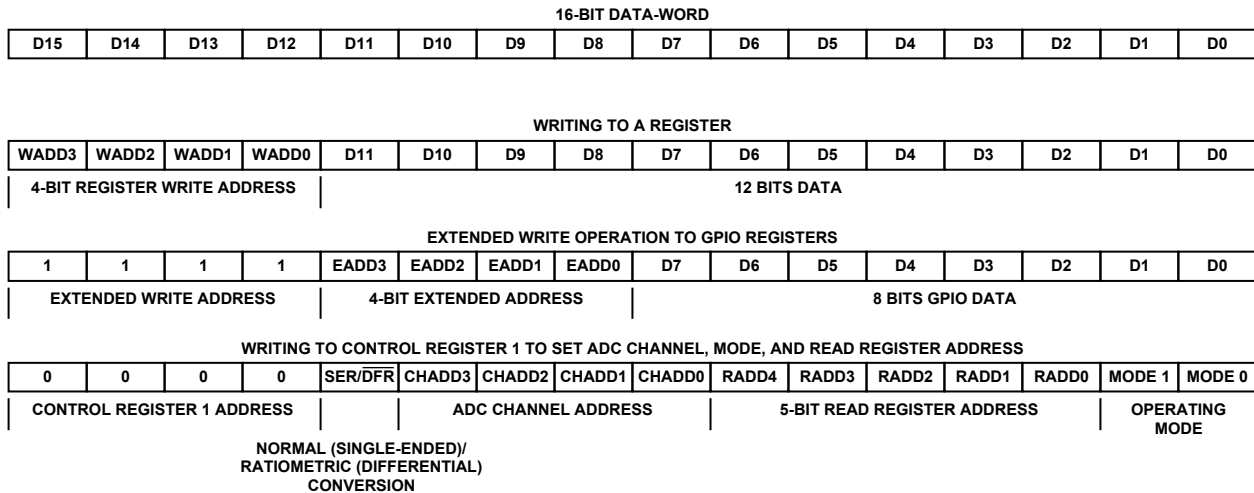 16-BIT DATA-WORD
D15 D14 D13 D12 D11 D10 D9 D8 D7 D6 D5 D4 D3 D2 D1 D0
WRITING TO A REGISTER
WADD3 WADD2 WADD1 WADD0 D11 D10 D9 D8 D7 D6 D5 D4 D3 D2 D1 D0
4-BIT REGISTER WRITE ADDRESS 12 BITS DATA
EXTENDED WRITE OPERATION TO GPIO REGISTERS
1 1 1 1 EADD3 EADD2 EADD1 EADD0 D7 D6 D5 D4 D3 D2 D1 D0
EXTENDED WRITE ADDRESS 4-BIT EXTENDED ADDRESS 8 BITS GPIO DATA
WRITING TO CONTROL REGISTER 1 TO SET ADC CHANNEL, MODE, AND READ REGISTER ADDRESS
0 0 0 0 SER/D̅F̅R̅ CHADD3 CHADD2 CHADD1 CHADD0 RADD4 RADD3 RADD2 RADD1 RADD0 MODE 1 MODE 0
CONTROL REGISTER 1 ADDRESS ADC CHANNEL ADDRESS 5-BIT READ REGISTER ADDRESS OPERATING
MODE
NORMAL (SINGLE-ENDED)/
RATIOMETRIC (DIFFERENTIAL)
CONVERSION